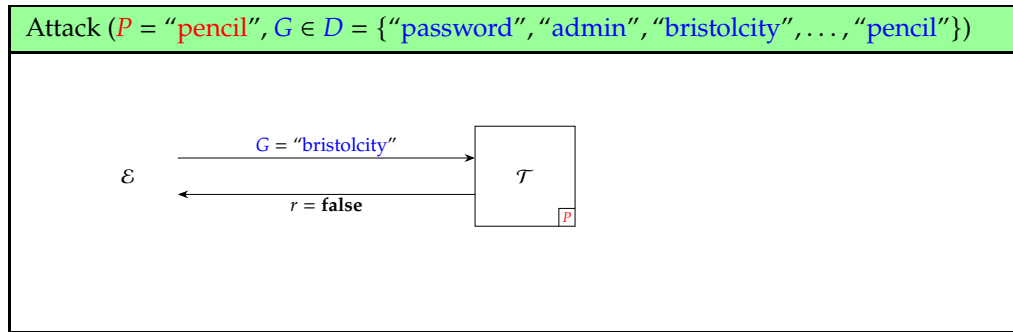 Attack (P = “pencil”, G ∈ D = {“password”, “admin”, “bristolcity”, . . . , “pencil”})
G = “bristolcity”
ℰ
𝒯
r = false
P